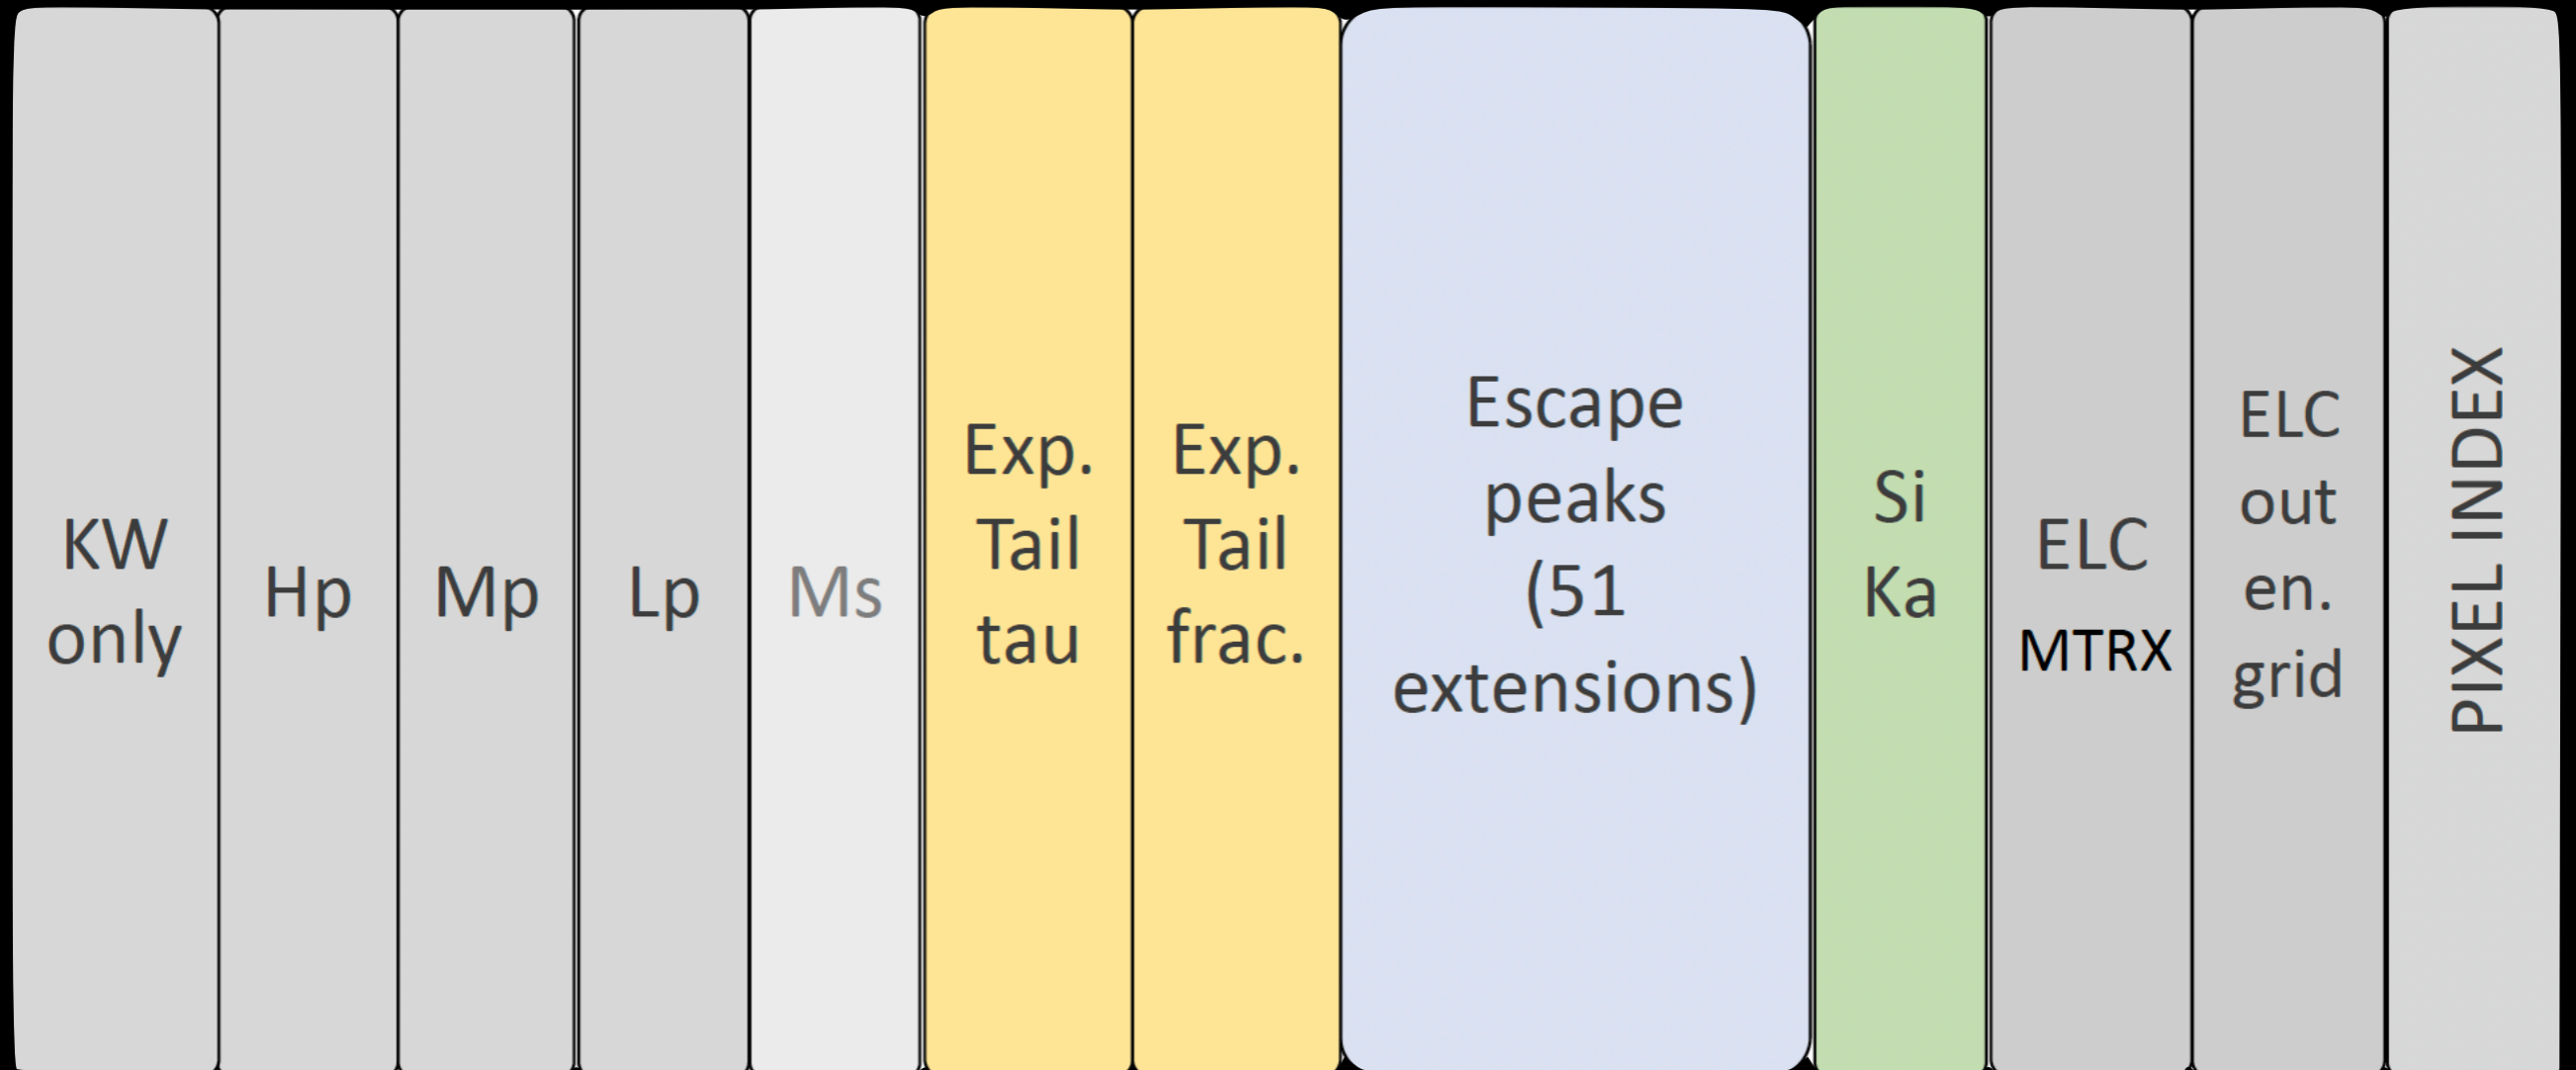 KW
only
Hp
Mp
Lp
Ms
Exp.
Tail
tau
Exp.
Tail
frac.
Escape
peaks
(51
extensions)
Si
Ka
ELC
MTRX
ELC
out
en.
grid
PIXEL INDEX